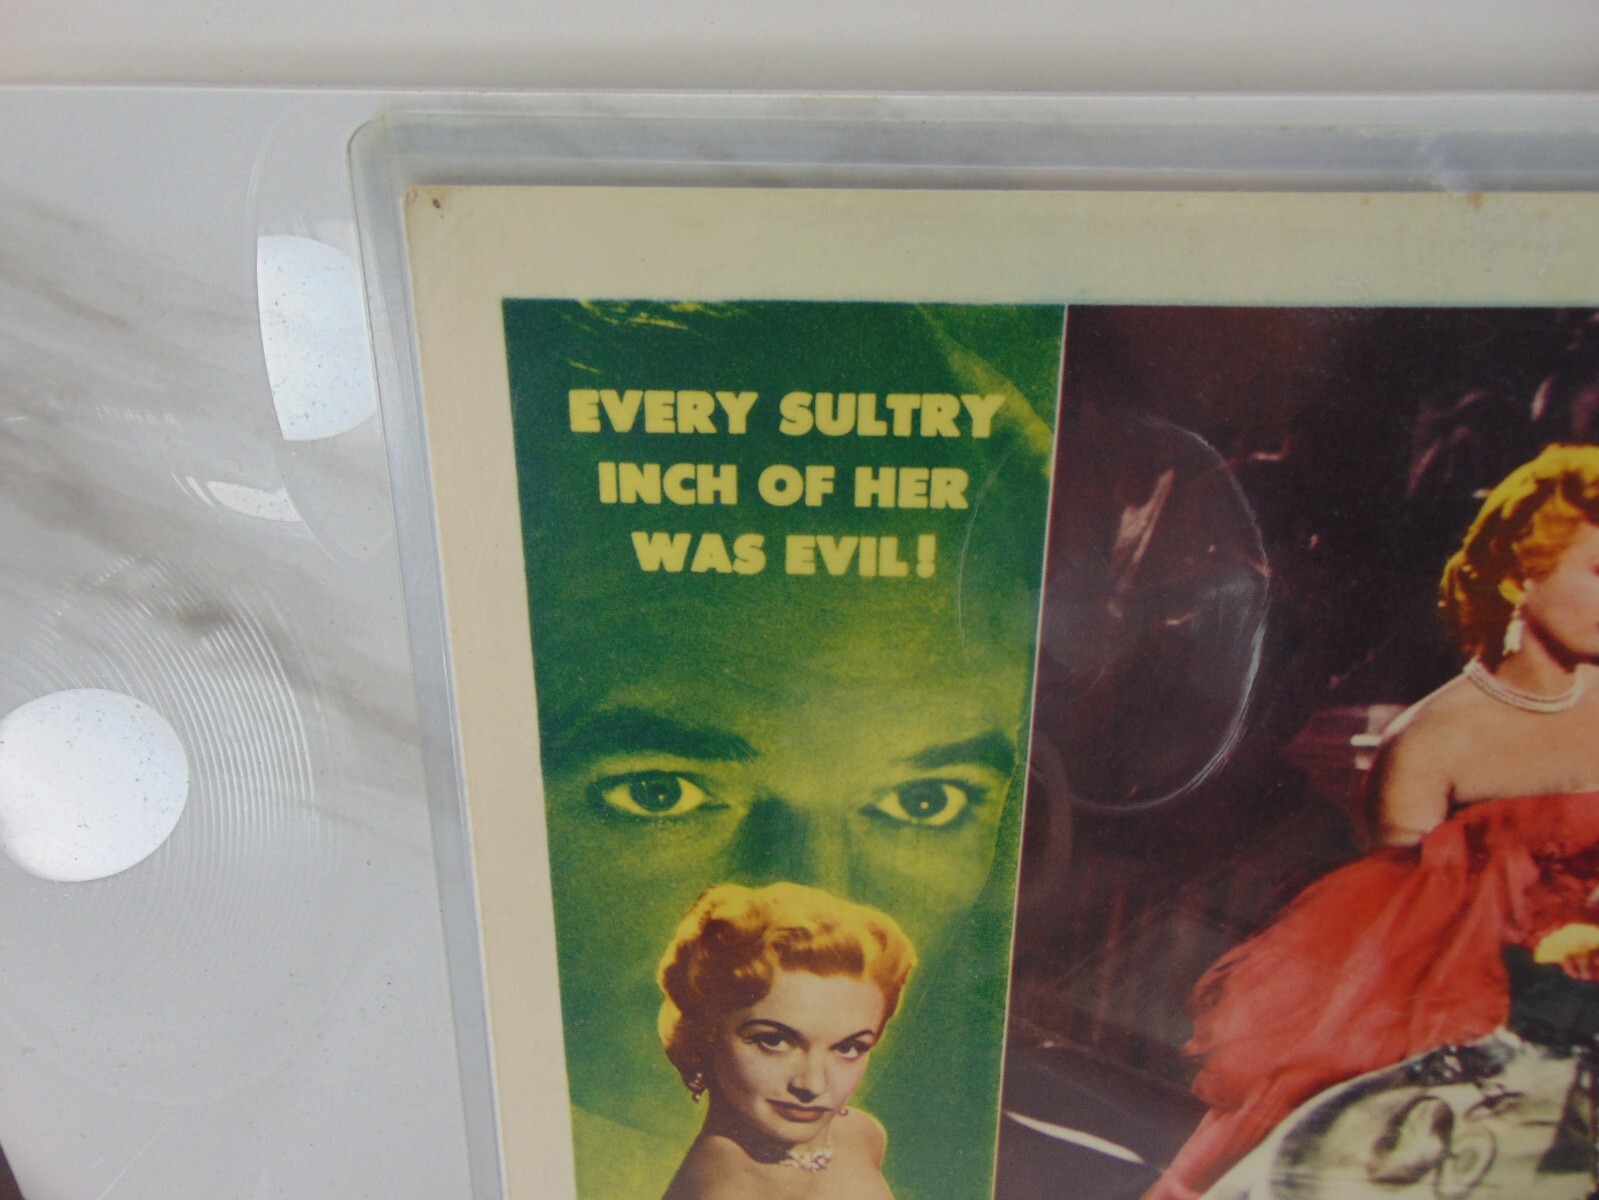 EVERY SULTRY
INCH OF HER
WAS EVIL!